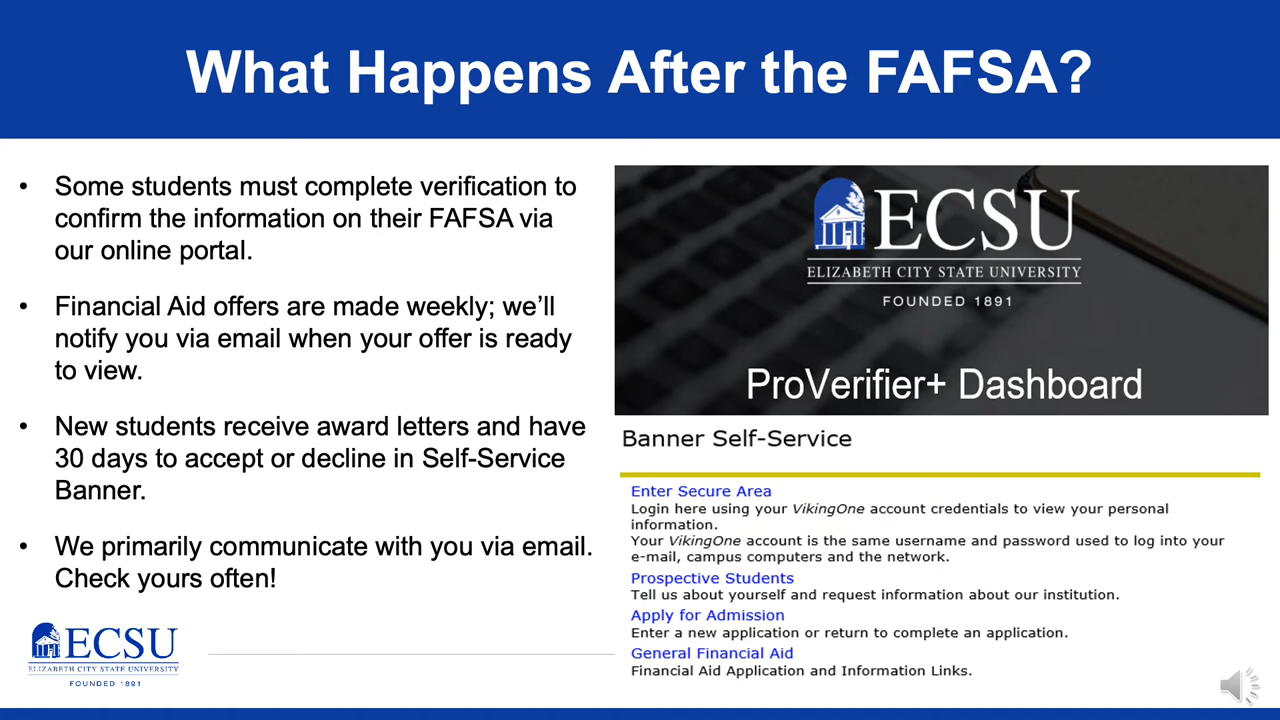 What Happens After the FAFSA?
• Some students must complete verification to
confirm the information on their FAFSA via
our online portal.
• Financial Aid offers are made weekly; we’ll
notify you via email when your offer is ready
to view.
• New students receive award letters and have
30 days to accept or decline in Self-Service
Banner.
• We primarily communicate with you via email.
Check yours often!
ECSU
ELIZABETH CITY STATE UNIVERSITY
FOUNDED 1891
ECSU
ELIZABETH CITY STATE UNIVERSITY
FOUNDED 1891
ProVerifier+ Dashboard
Banner Self-Service
Enter Secure Area
Login here using your VikingOne account credentials to view your personal
information.
Your VikingOne account is the same username and password used to log into your
e-mail, campus computers and the network.
Prospective Students
Tell us about yourself and request information about our institution.
Apply for Admission
Enter a new application or return to complete an application.
General Financial Aid
Financial Aid Application and Information Links.